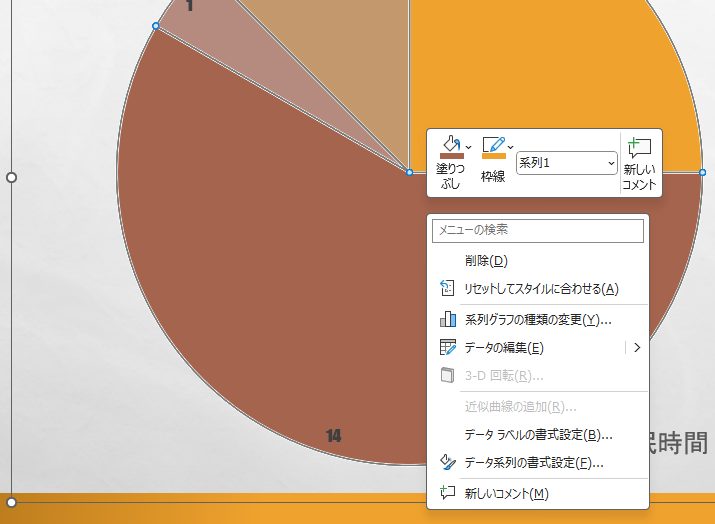 1
塗りつ
ぶし
枠線
系列1
新しい
コメント
メニューの検索
削除(D)
リセットしてスタイルに合わせる(A)
系列グラフの種類の変更(Y)...
データの編集(E)
3-D 回転(R)...
近似曲線の追加(R)...
データ ラベルの書式設定(B)...
データ系列の書式設定(F)...
新しいコメント(M)
14
時間